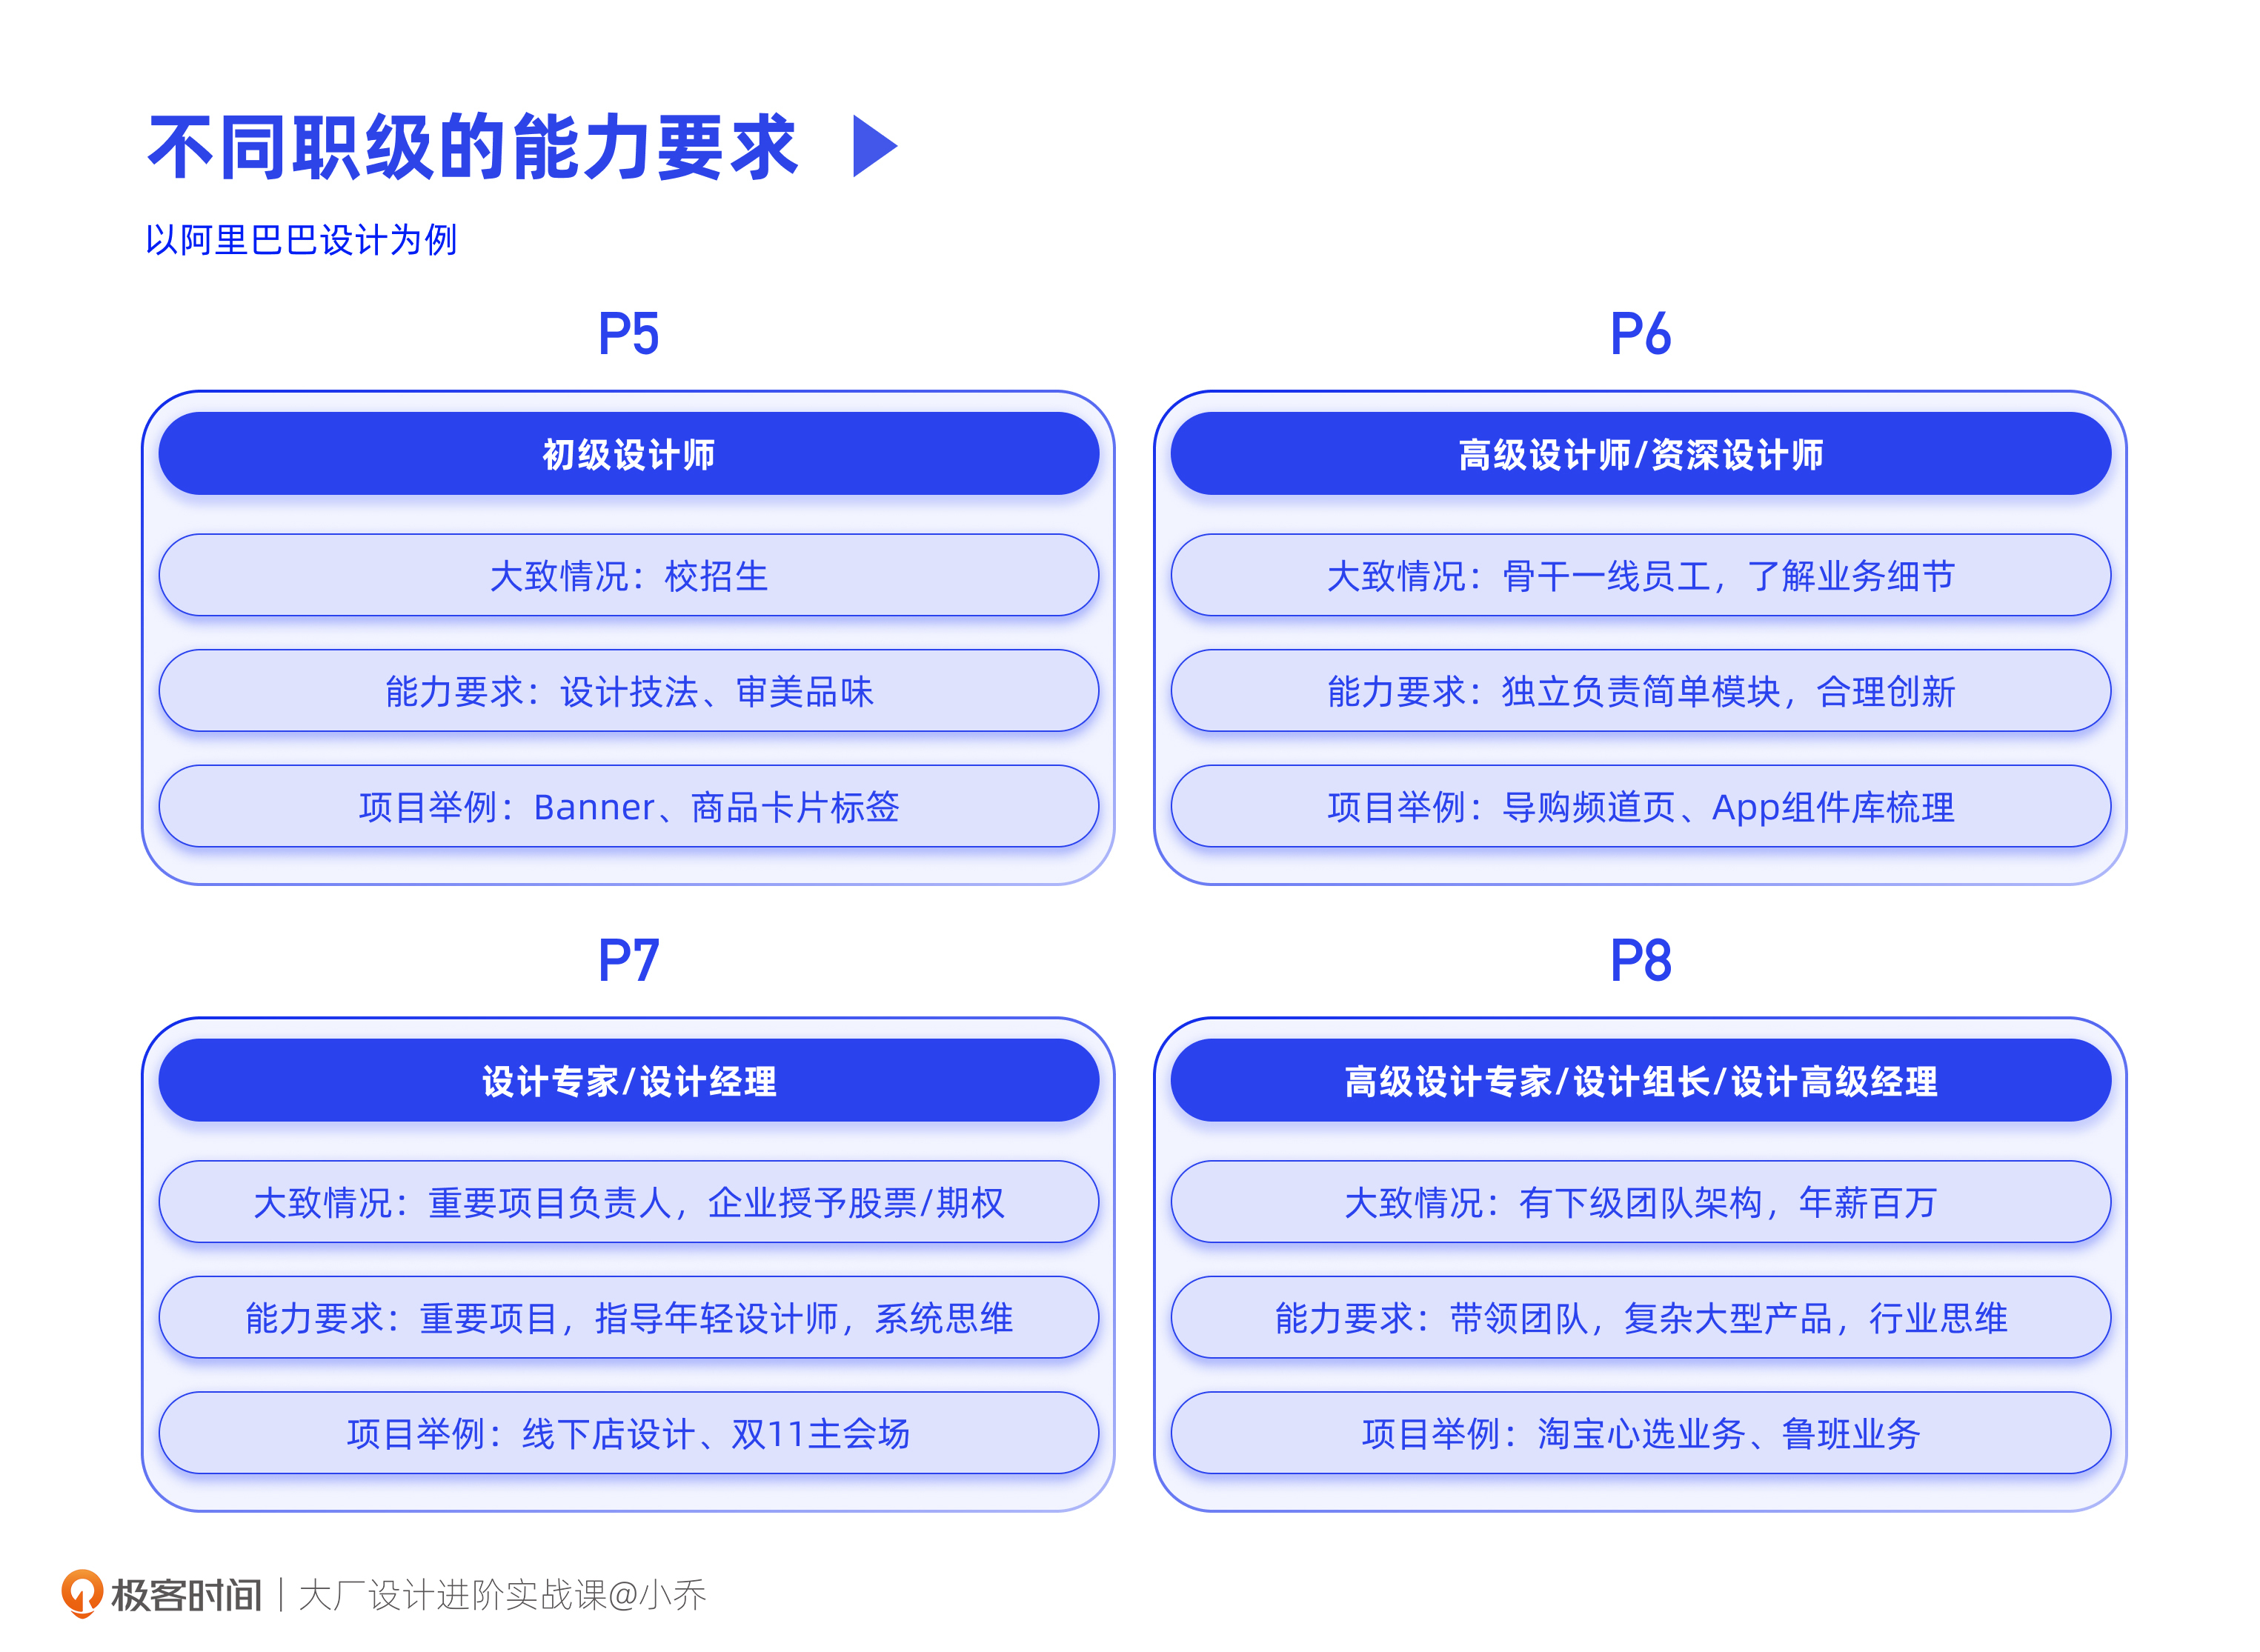 不同职级的能力要求
以阿里巴巴设计为例
P5
初级设计师
大致情况：校招生
能力要求：设计技法、审美品味
项目举例：Banner、商品卡片标签
P6
高级设计师/资深设计师
大致情况：骨干一线员工，了解业务细节
能力要求：独立负责简单模块，合理创新
项目举例：导购频道页、App组件库梳理
P7
设计专家/设计经理
大致情况：重要项目负责人，企业授予股票/期权
能力要求：重要项目，指导年轻设计师，系统思维
项目举例：线下店设计、双11主会场
P8
高级设计专家/设计组长/设计高级经理
大致情况：有下级团队架构，年薪百万
能力要求：带领团队，复杂大型产品，行业思维
项目举例：淘宝心选业务、鲁班业务
极客时间｜大厂设计进阶实战课@小乔